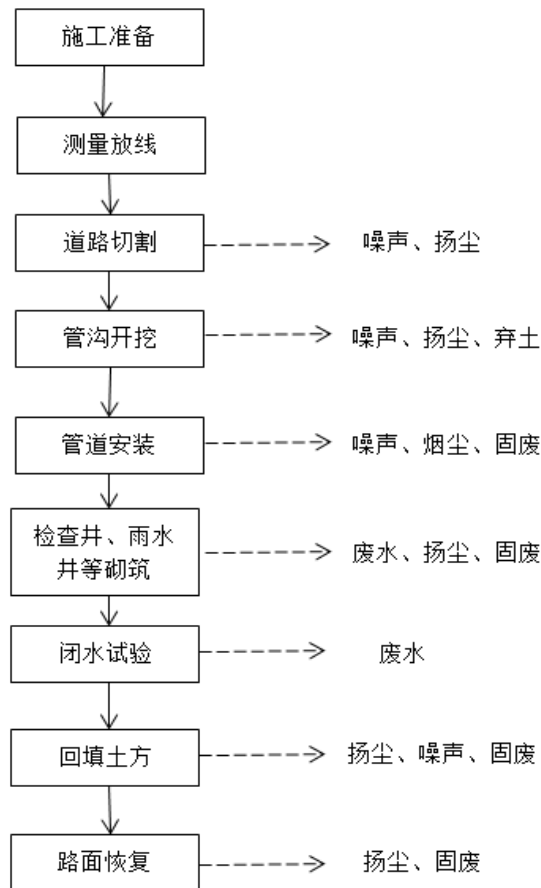 施工准备
测量放线
道路切割
噪声、扬尘
管沟开挖
噪声、扬尘、弃土
管道安装
噪声、烟尘、固废
检查井、雨水
井等砌筑
废水、扬尘、固废
闭水试验
废水
回填土方
扬尘、噪声、固废
路面恢复
扬尘、固废